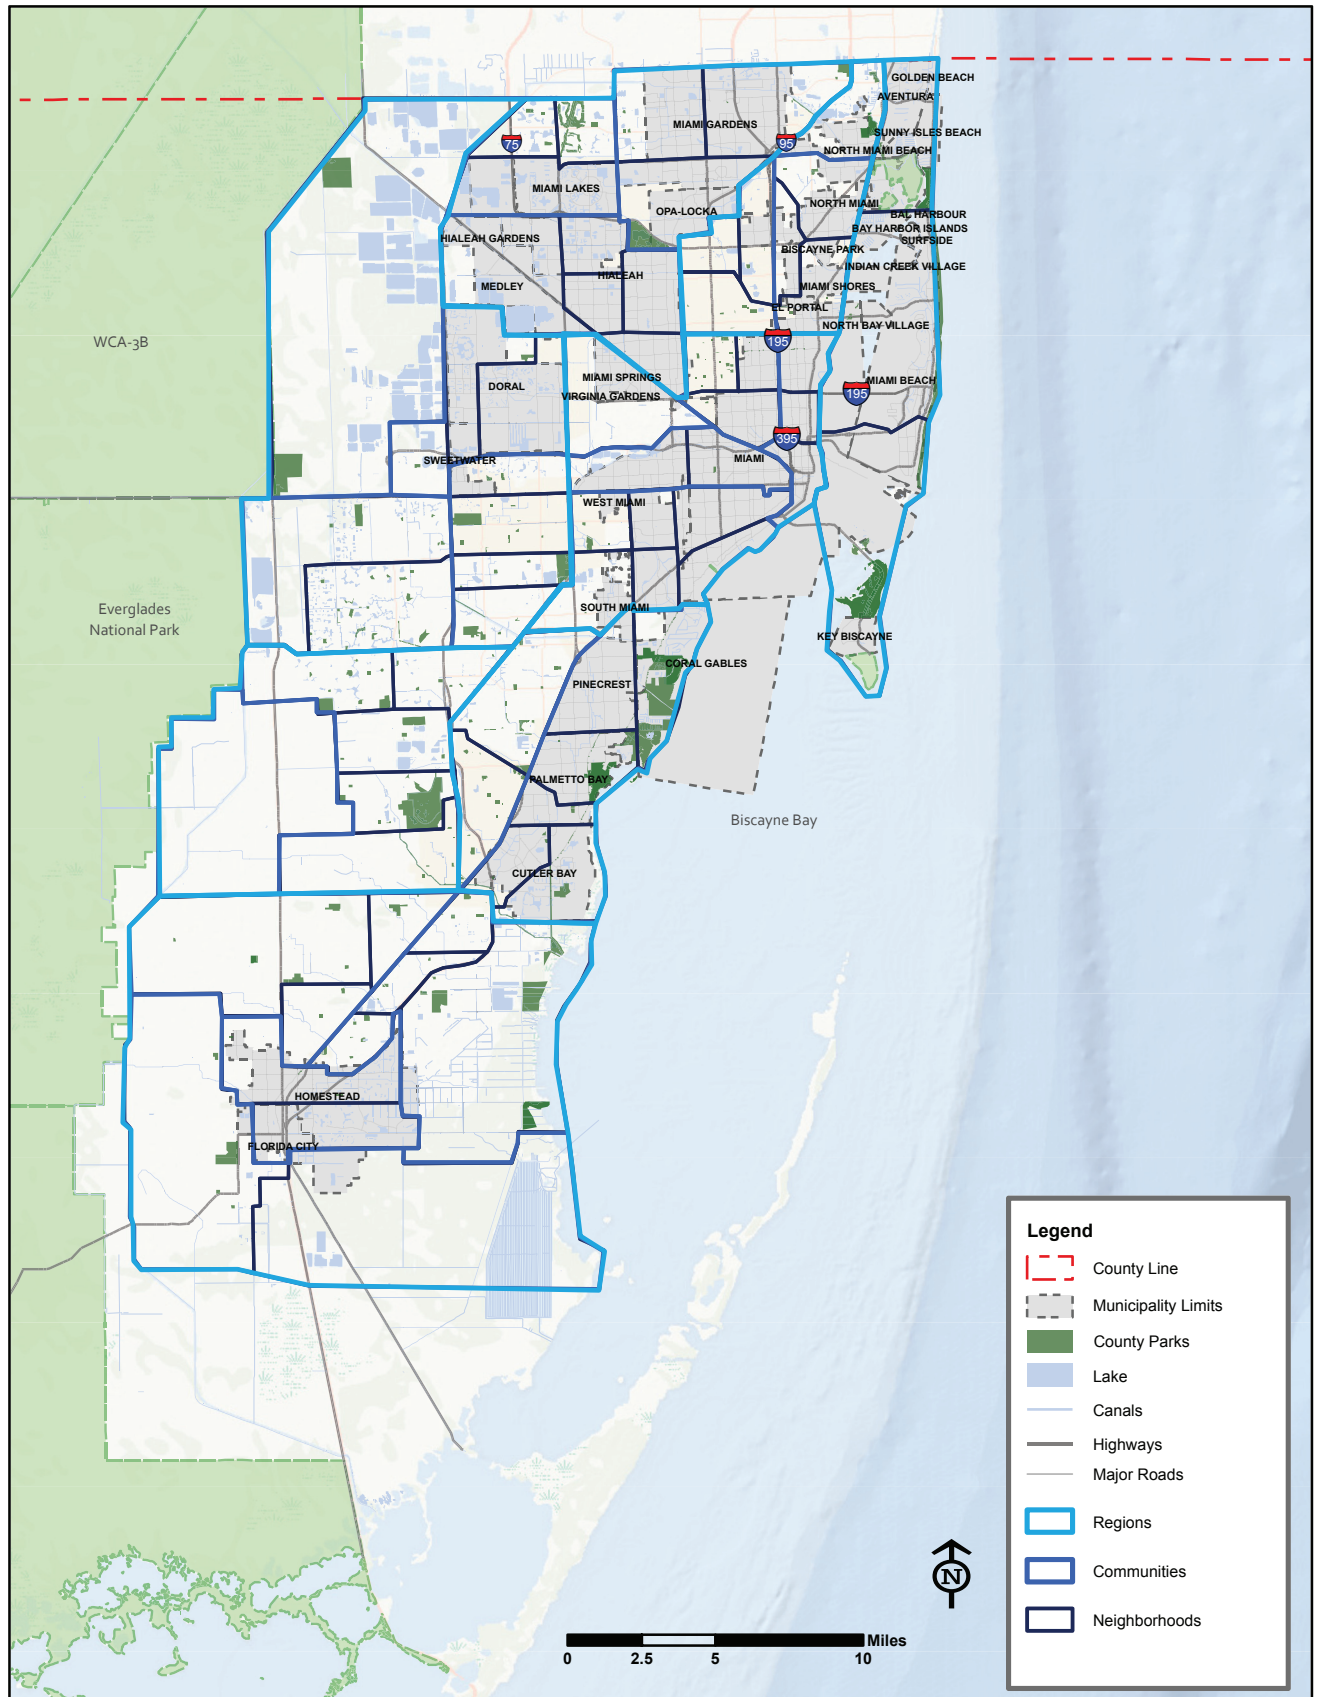 GOLDEN BEACH
AVENTURA
MIAMI GARDENS
SUNNY ISLES BEACH
75
95
NORTH MIAMI BEACH
MIAMI LAKES
NORTH MIAMI
OPA-LOCKA
BAL HARBOUR
BAY HARBOR ISLANDS
HIALEAH GARDENS
SURFSIDE
BISCAYNE PARK
INDIAN CREEK VILLAGE
HIALEAH
MEDLEY
MIAMI SHORES
EL PORTAL
NORTH BAY VILLAGE
WCA-3B
195
MIAMI SPRINGS
MIAMI BEACH
DORAL
VIRGINIA GARDENS
195
395
SWEETWATER
MIAMI
WEST MIAMI
Everglades
National Park
SOUTH MIAMI
KEY BISCAYNE
CORAL GABLES
PINECREST
PALMETTO BAY
Biscayne Bay
CUTLER BAY
HOMESTEAD
FLORIDA CITY
Legend
County Line
Municipality Limits
County Parks
Lake
Canals
Highways
Major Roads
Regions
Communities
Neighborhoods
N
Miles
0 2.5 5 10